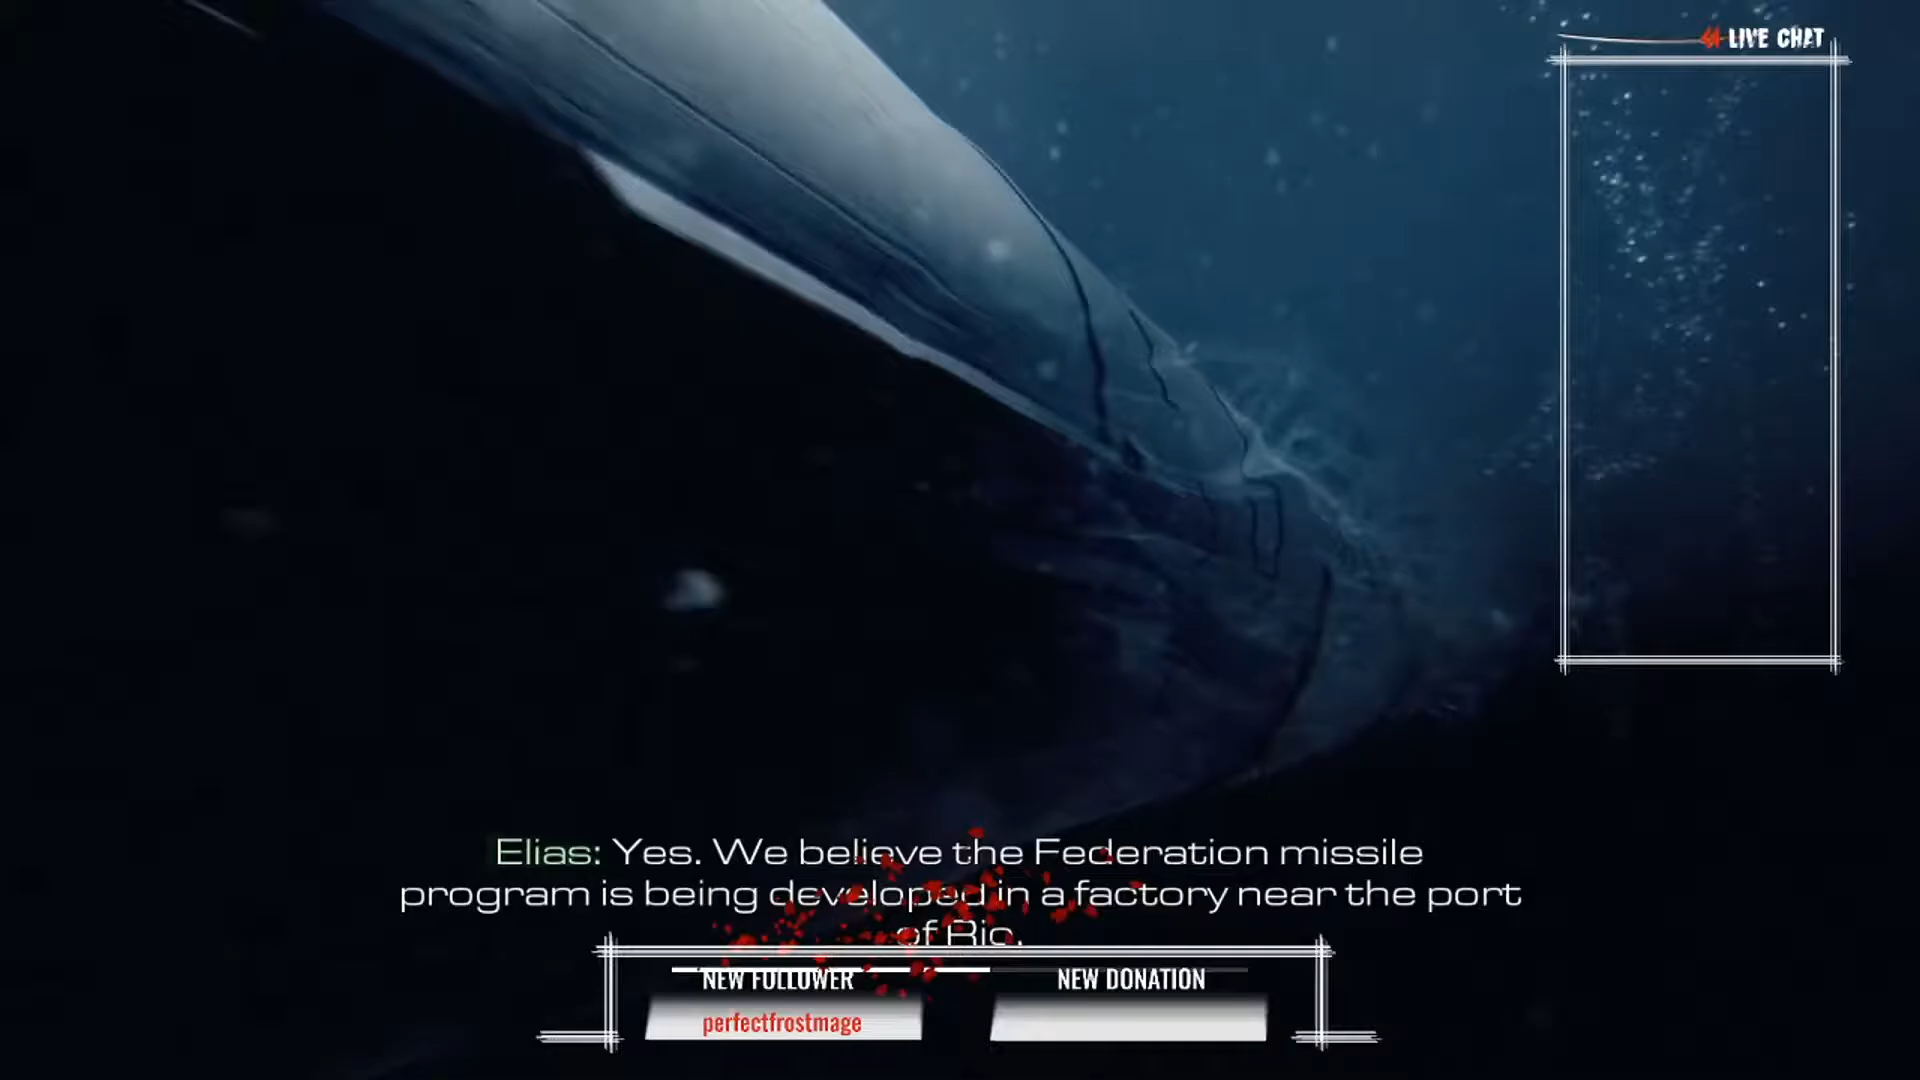 LIVE CHAT
Elias: Yes. We believe the Federation missile
program is being developed in a factory near the port
of Rio.
NEW FOLLOWER
NEW DONATION
perfectfrostmage